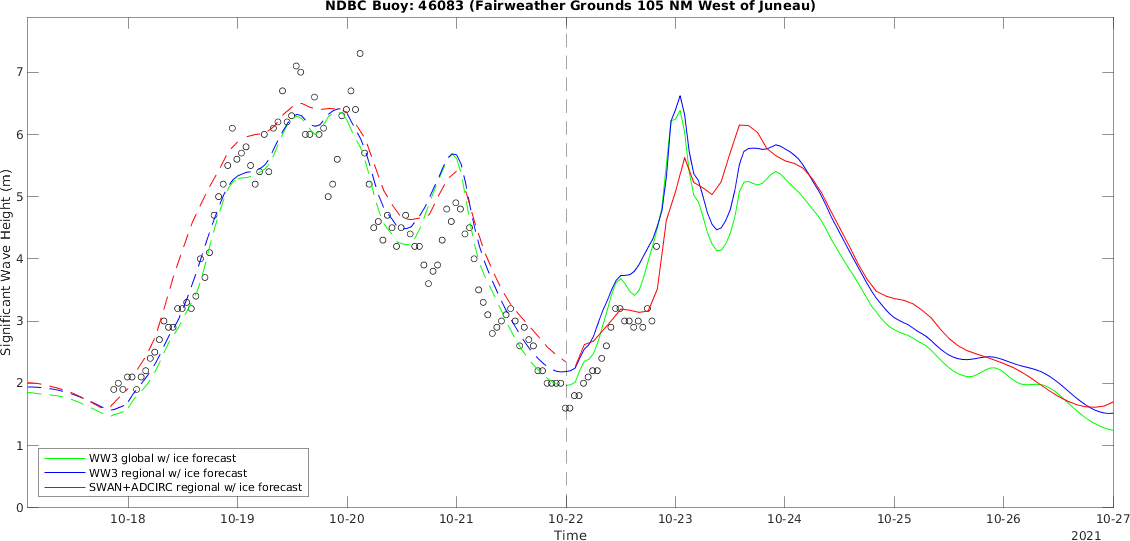 NDBC Buoy: 46083 (Fairweather Grounds 105 NM West of Juneau)
Significant Wave Height (m)
7
6
5
4
3
2
1
0
WW3 global w/ ice forecast
WW3 regional w/ ice forecast
SWAN+ADCIRC regional w/ ice forecast
10-18 10-19 10-20 10-21 10-22 10-23 10-24 10-25 10-26 10-27
Time
2021